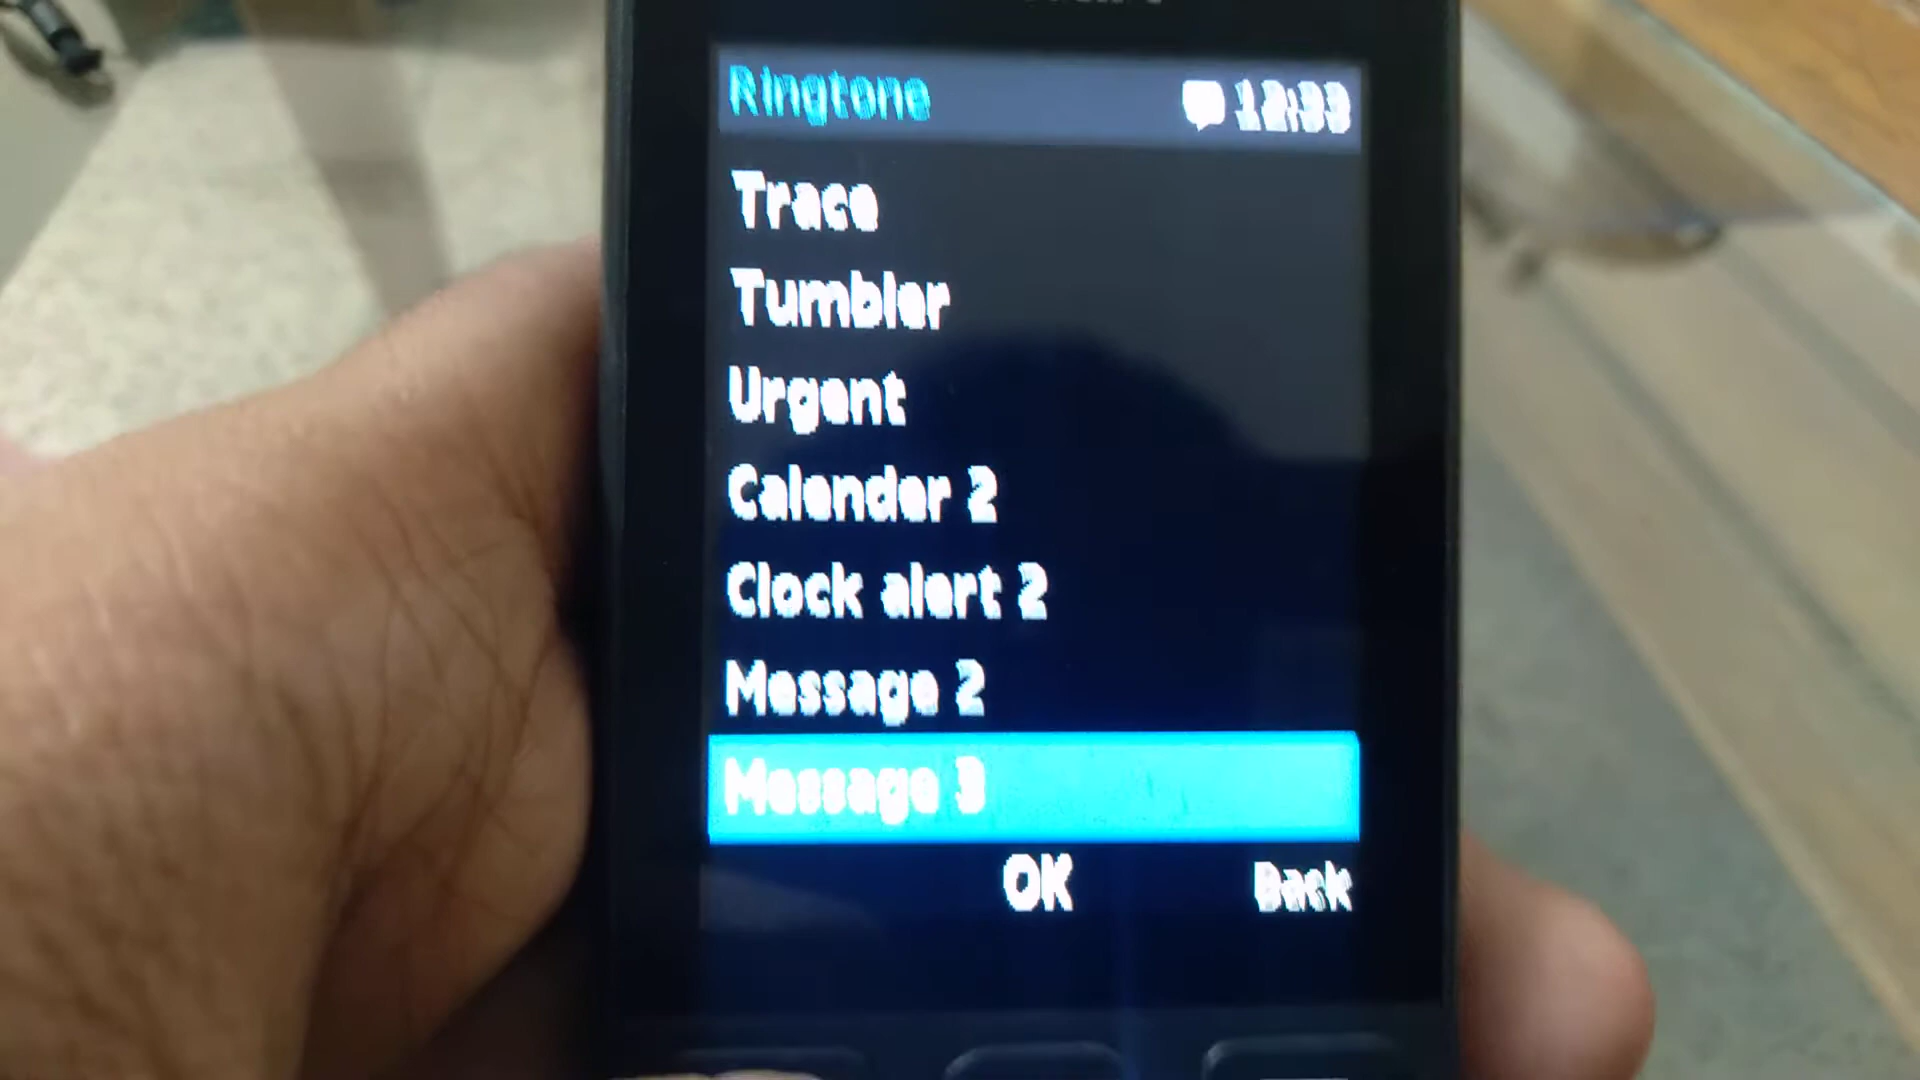 Ringtone 12:33
Trace
Tumbler
Urgent
Calender 2
Clock alert 2
Message 2
Message 3
OK Back